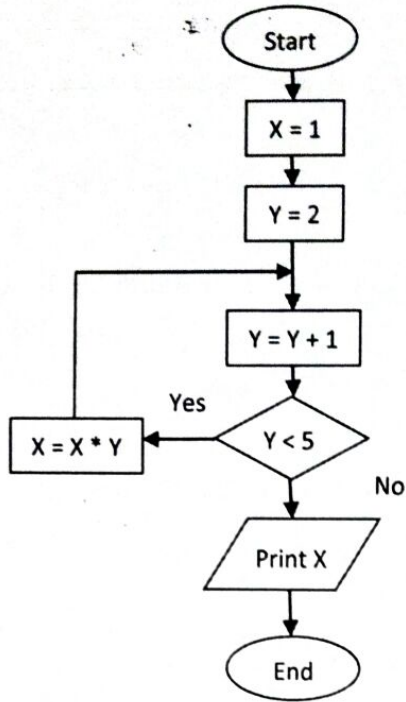 Start
X = 1
Y = 2
Y = Y + 1
Yes
Y < 5
X = X * Y
No
Print X
End